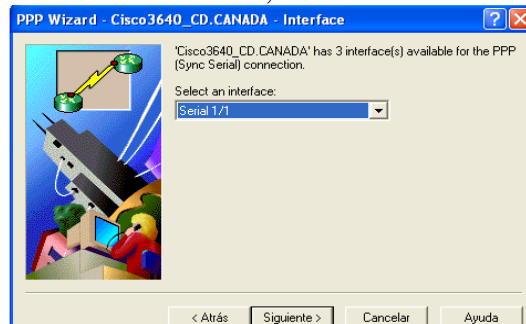 PPP Wizard - Cisco3640_CD.CANADA - Interface
'Cisco3640_CD.CANADA' has 3 interface(s) available for the PPP
(Sync Serial) connection.
Select an interface:
Serial 1/1
< Atrás Siguiente > Cancelar Ayuda